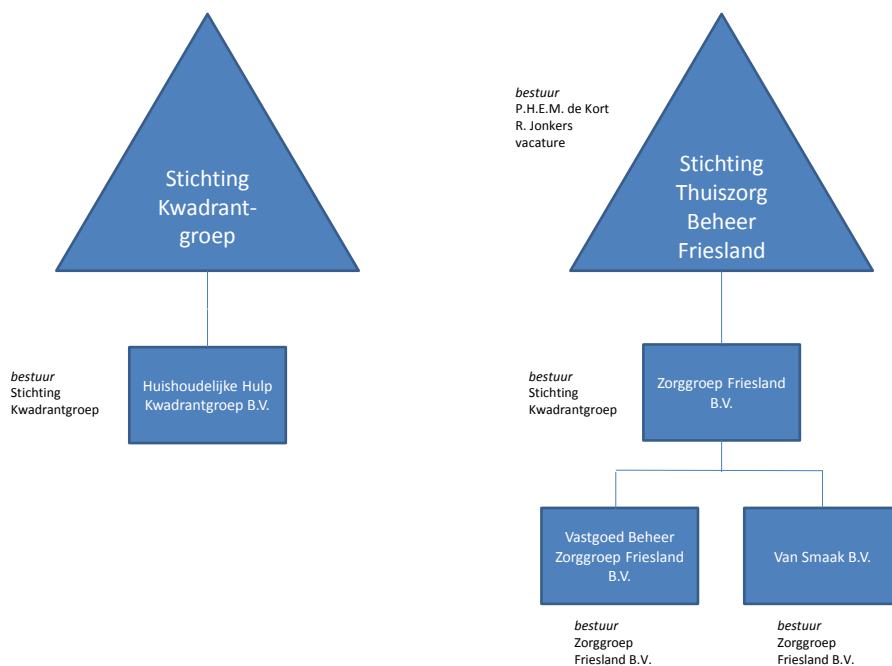 Stichting
Kwadrant-
groep
bestuur
Stichting
Kwadrantgroep
Huishoudelijke Hulp
Kwadrantgroep B.V.
bestuur
P.H.E.M. de Kort
R. Jonkers
vacature
Stichting
Thuiszorg
Beheer
Friesland
bestuur
Stichting
Kwadrantgroep
Zorggroep Friesland
B.V.
Vastgoed Beheer
Zorggroep Friesland
B.V.
bestuur
Zorggroep
Friesland B.V.
Van Smaak B.V.
bestuur
Zorggroep
Friesland B.V.